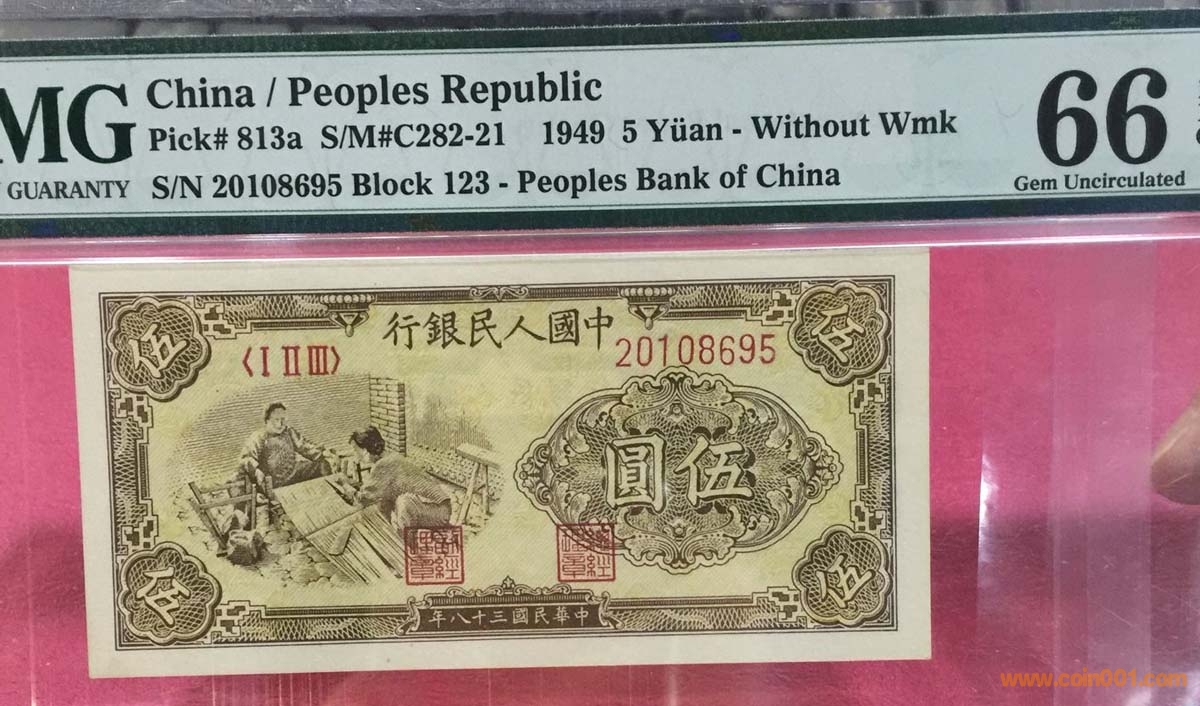 MG
GUARANTY
China / Peoples Republic
Pick# 813a S/M#C282-21 1949 5 Yüan - Without Wmk
S/N 20108695 Block 123 - Peoples Bank of China
66
Gem Uncirculated
行銀民人國中
〈I II III〉
20108695
伍
伍
圓伍
伍
伍
年八十三國民華中
www.coin001.com